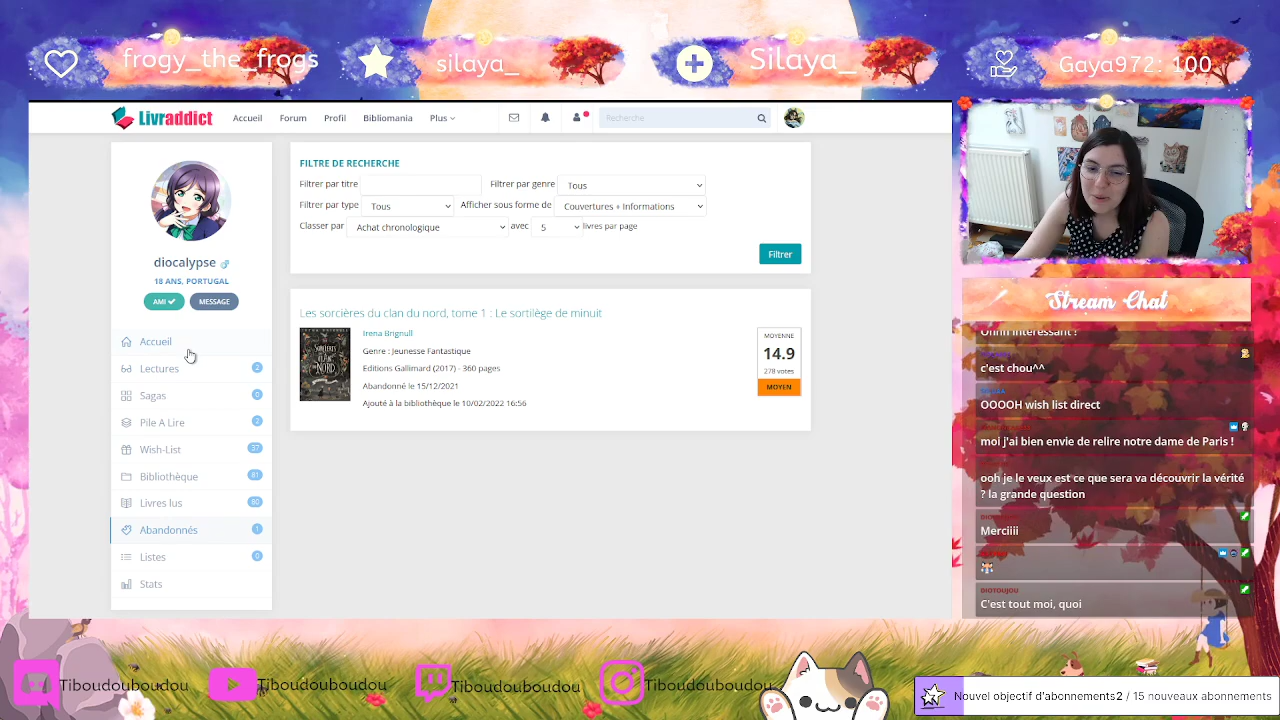 frogy_the_frogs
silaya_
Silaya_
Gaya972: 100
Livraddict
Accueil
Forum
Profil
Bibliomania
Plus
Recherche
diocalypse
18 ANS, PORTUGAL
AMI
MESSAGE
Accueil
Lectures 2
Sagas 0
Pile A Lire 2
Wish-List 37
Bibliothèque 81
Livres lus 80
Abandonnés 1
Listes 0
Stats
FILTRE DE RECHERCHE
Filtrer par titre
Filtrer par genre Tous
Filtrer par type Tous
Afficher sous forme de Couvertures + Informations
Classer par Achat chronologique avec 5 livres par page
Filtrer
Les sorcières du clan du nord, tome 1 : Le sortilège de minuit
Irena Brignull
Genre : Jeunesse Fantastique
Editions Gallimard (2017) - 360 pages
Abandonné le 15/12/2021
Ajouté à la bibliothèque le 10/02/2022 16:56
MOYENNE
14.9
278 votes
MOYEN
Stream Chat
Ohhh interessant !
c'est chou^^
OOOOH wish list direct
moi j'ai bien envie de relire notre dame de Paris !
ooh je le veux est ce que sera va découvrir la vérité
? la grande question
Merciiii
DIOTOUJOU
C'est tout moi, quoi
Tiboudouboudou
Tiboudouboudou
Tiboudouboudou
Tiboudouboudou
Nouvel objectif d'abonnements2 / 15 nouveaux abonnements